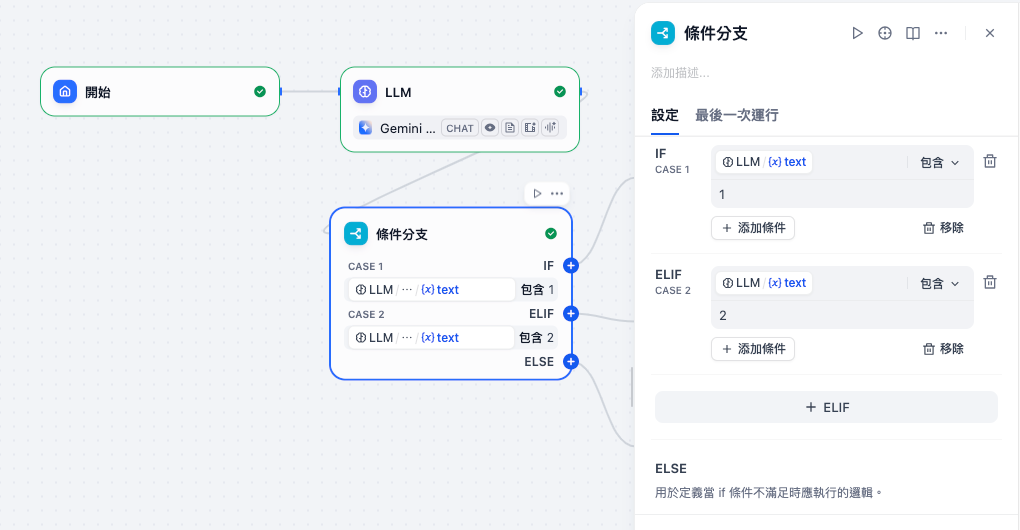 開始
LLM
Gemini ...
CHAT
條件分支
CASE 1
IF
LLM / ... / {x} text 包含 1
CASE 2
ELIF
LLM / ... / {x} text 包含 2
ELSE
條件分支
添加描述...
設定 最後一次運行
IF
CASE 1
LLM / {x} text 包含
1
+ 添加條件 移除
ELIF
CASE 2
LLM / {x} text 包含
2
+ 添加條件 移除
+ ELIF
ELSE
用於定義當 if 條件不滿足時應執行的邏輯。